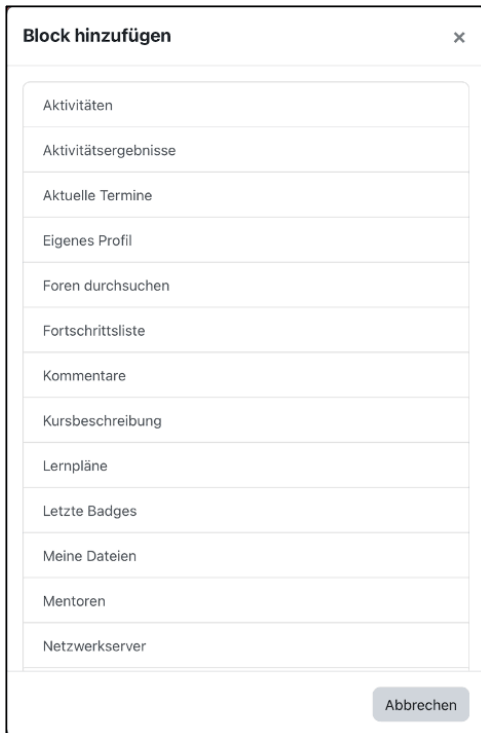 Block hinzufügen
×
Aktivitäten
Aktivitätsergebnisse
Aktuelle Termine
Eigenes Profil
Foren durchsuchen
Fortschrittsliste
Kommentare
Kursbeschreibung
Lernpläne
Letzte Badges
Meine Dateien
Mentoren
Netzwerkserver
Abbrechen